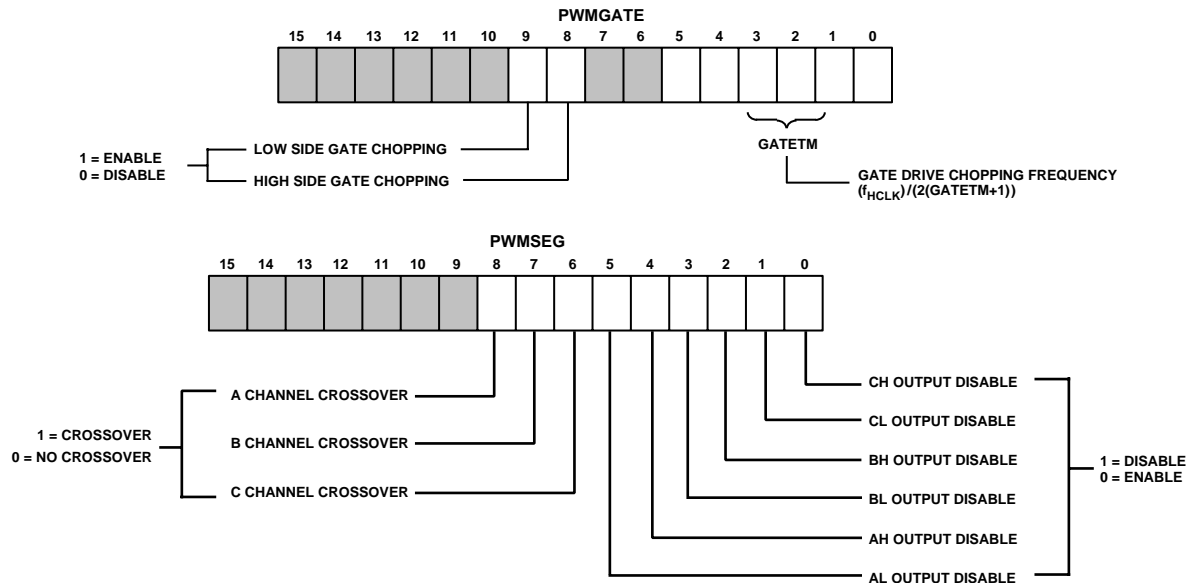 PWMGATE
15 14 13 12 11 10 9 8 7 6 5 4 3 2 1 0
1 = ENABLE
0 = DISABLE
LOW SIDE GATE CHOPPING
HIGH SIDE GATE CHOPPING
GATETM
GATE DRIVE CHOPPING FREQUENCY
(fHCLK)/(2(GATETM+1))
PWMSEG
15 14 13 12 11 10 9 8 7 6 5 4 3 2 1 0
1 = CROSSOVER
0 = NO CROSSOVER
A CHANNEL CROSSOVER
B CHANNEL CROSSOVER
C CHANNEL CROSSOVER
CH OUTPUT DISABLE
CL OUTPUT DISABLE
BH OUTPUT DISABLE
BL OUTPUT DISABLE
AH OUTPUT DISABLE
AL OUTPUT DISABLE
1 = DISABLE
0 = ENABLE